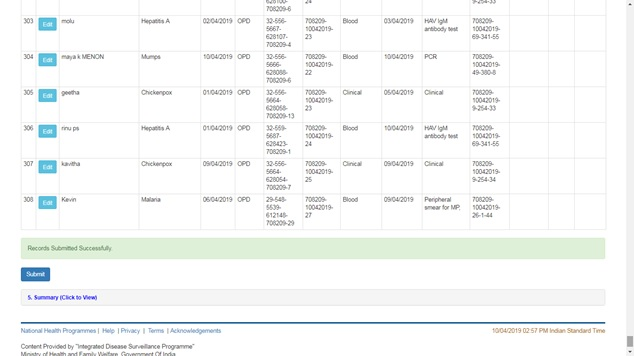 628100- 24 9-254-33
708209-6
303 Edit molu Hepatitis A 02/04/2019 OPD 32-556- 708209- Blood 03/04/2019 HAV IgM 708209-
5667- 10042019- antibody test 10042019-
628107- 23 69-341-55
708209-4
304 Edit maya k MENON Mumps 10/04/2019 OPD 32-556- 708209- Blood 10/04/2019 PCR 708209-
5666- 10042019- 10042019-
628088- 22 49-380-8
708209-6
305 Edit geetha Chickenpox 01/04/2019 OPD 32-556- 708209- Clinical 05/04/2019 Clinical 708209-
5664- 10042019- 10042019-
628058- 23 9-254-33
708209-13
306 Edit rinu ps Hepatitis A 01/04/2019 OPD 32-559- 708209- Blood 10/04/2019 HAV IgM 708209-
5687- 10042019- antibody test 10042019-
628423- 24 69-341-55
708209-1
307 Edit kavitha Chickenpox 09/04/2019 OPD 32-556- 708209- Clinical 09/04/2019 Clinical 708209-
5664- 10042019- 10042019-
628054- 25 9-254-34
708209-7
308 Edit Kavin Malaria 06/04/2019 OPD 29-548- 708209- Blood 09/04/2019 Peripheral 708209-
5539- 10042019- smear for MP. 10042019-
612148- 27 26-1-44
708209-29
Records Submitted Successfully
Submit
5. Summary (Click to View)
National Health Programmes | Help | Privacy | Terms | Acknowledgements 10/04/2019 02:57 PM Indian Standard Time
Content Provided by "Integrated Disease Surveillance Programme"
Ministry of Health and Family Welfare, Government Of India